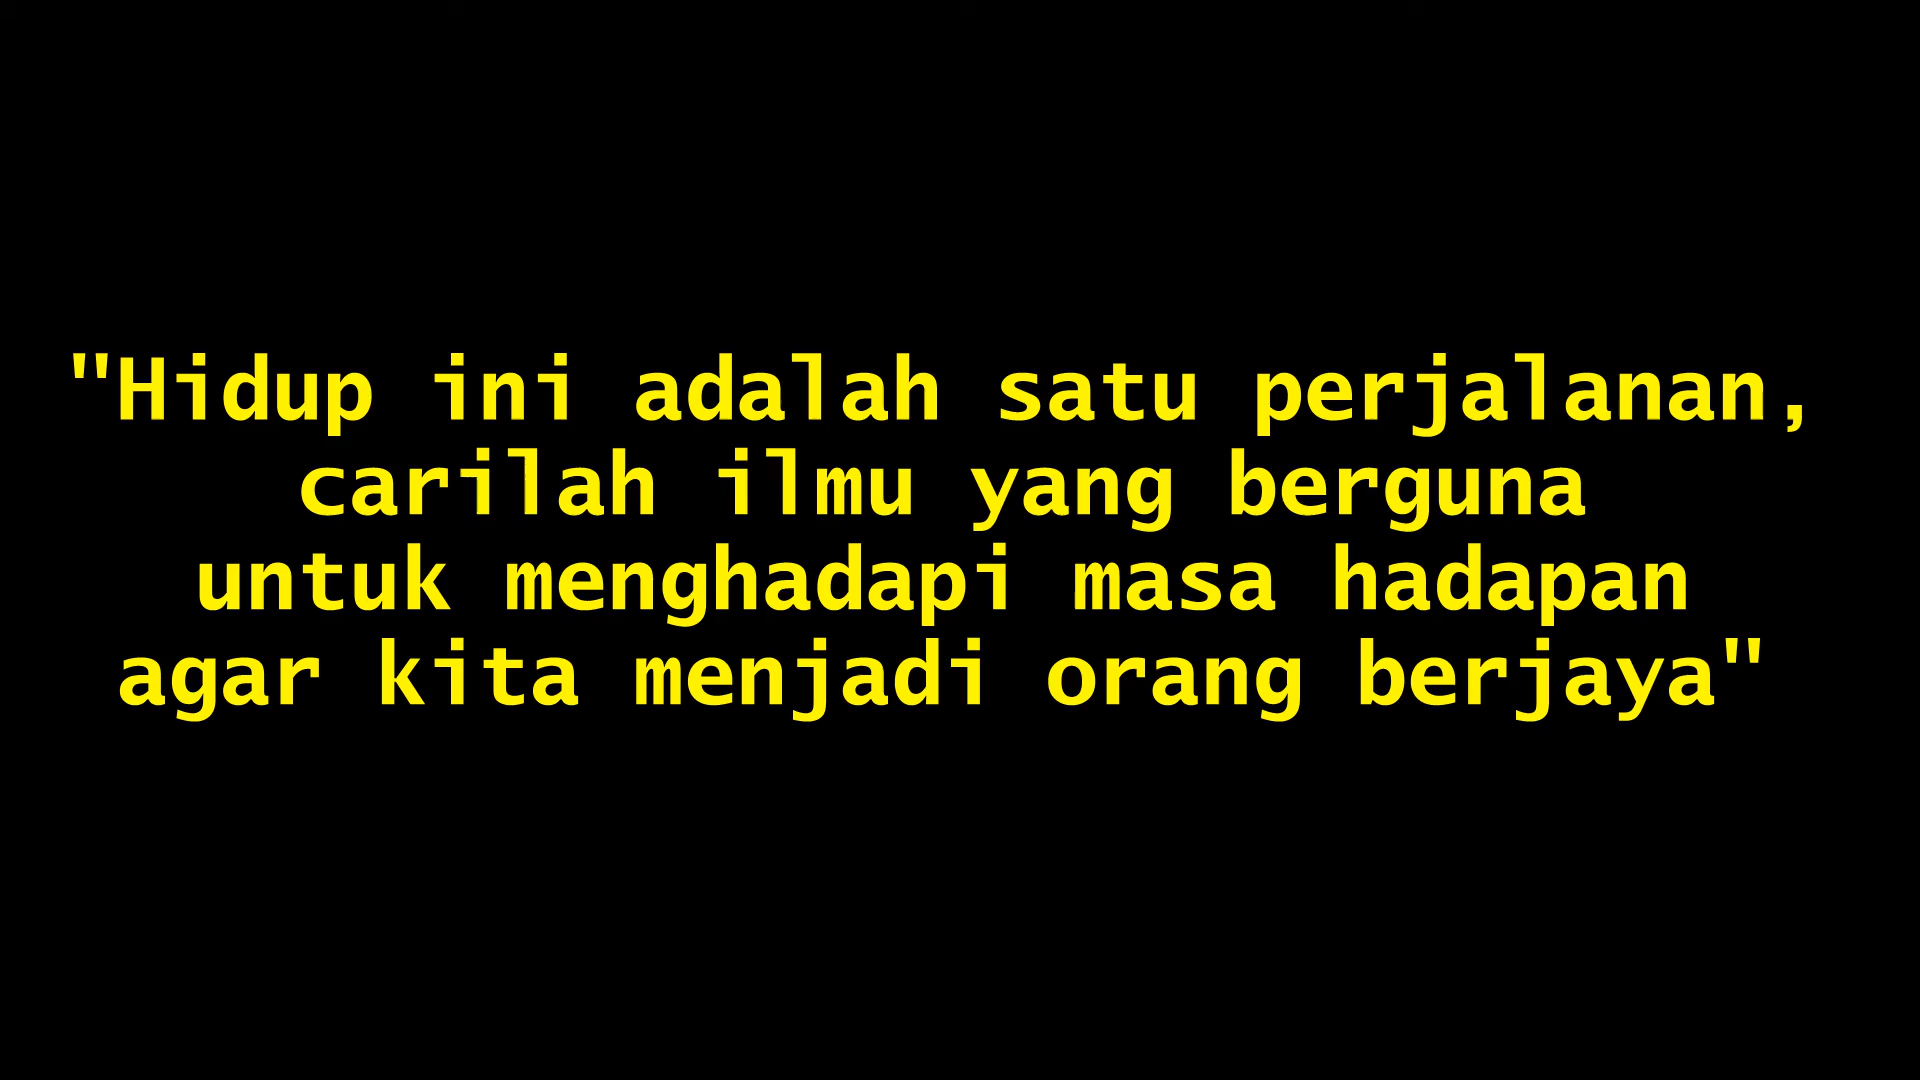 "Hidup ini adalah satu perjalanan,
carilah ilmu yang berguna
untuk menghadapi masa hadapan
agar kita menjadi orang berjaya"